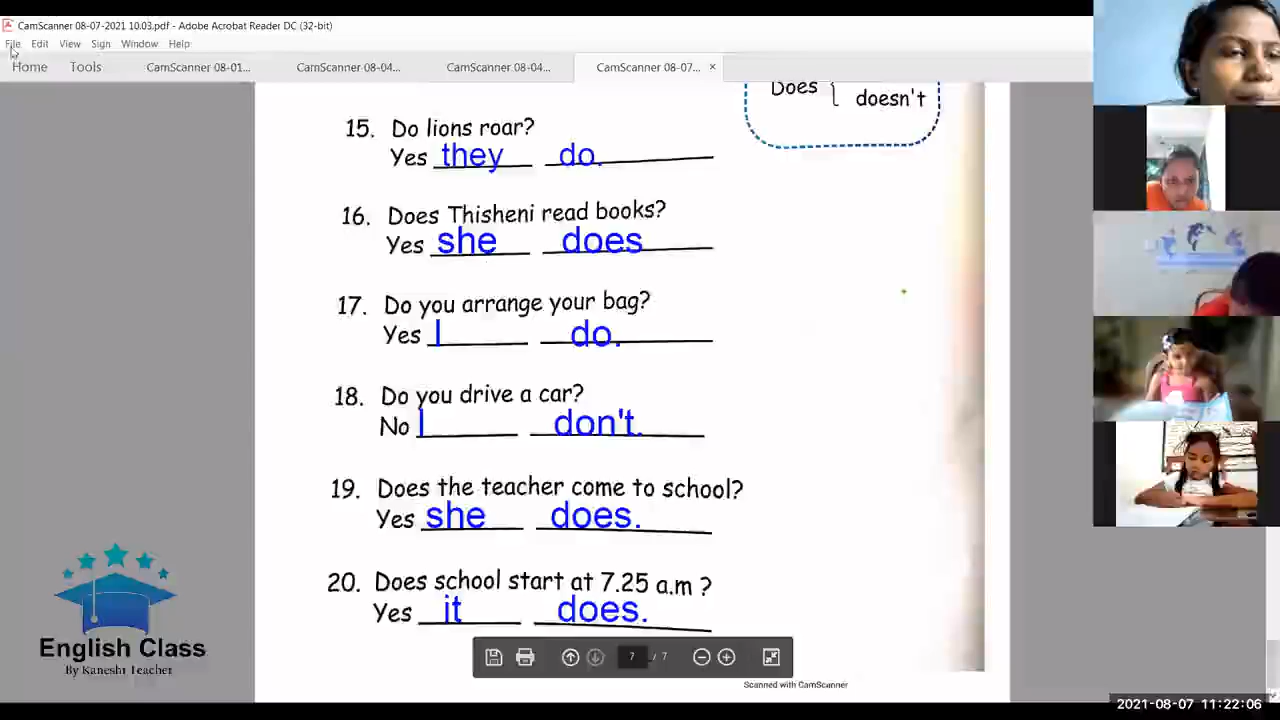 CamScanner 08-07-2021 10.03.pdf - Adobe Acrobat Reader DC (32-bit)
File Edit View Sign Window Help
Home Tools CamScanner 08-01... CamScanner 08-04... CamScanner 08-04... CamScanner 08-07... ×
Does { doesn't
15. Do lions roar?
Yes they do.
16. Does Thisheni read books?
Yes she does
17. Do you arrange your bag?
Yes I do.
18. Do you drive a car?
No I don't.
19. Does the teacher come to school?
Yes she does.
20. Does school start at 7.25 a.m ?
Yes it does.
7 / 7
Scanned with CamScanner
English Class
By Kaneshi Teacher
2021-08-07 11:22:06